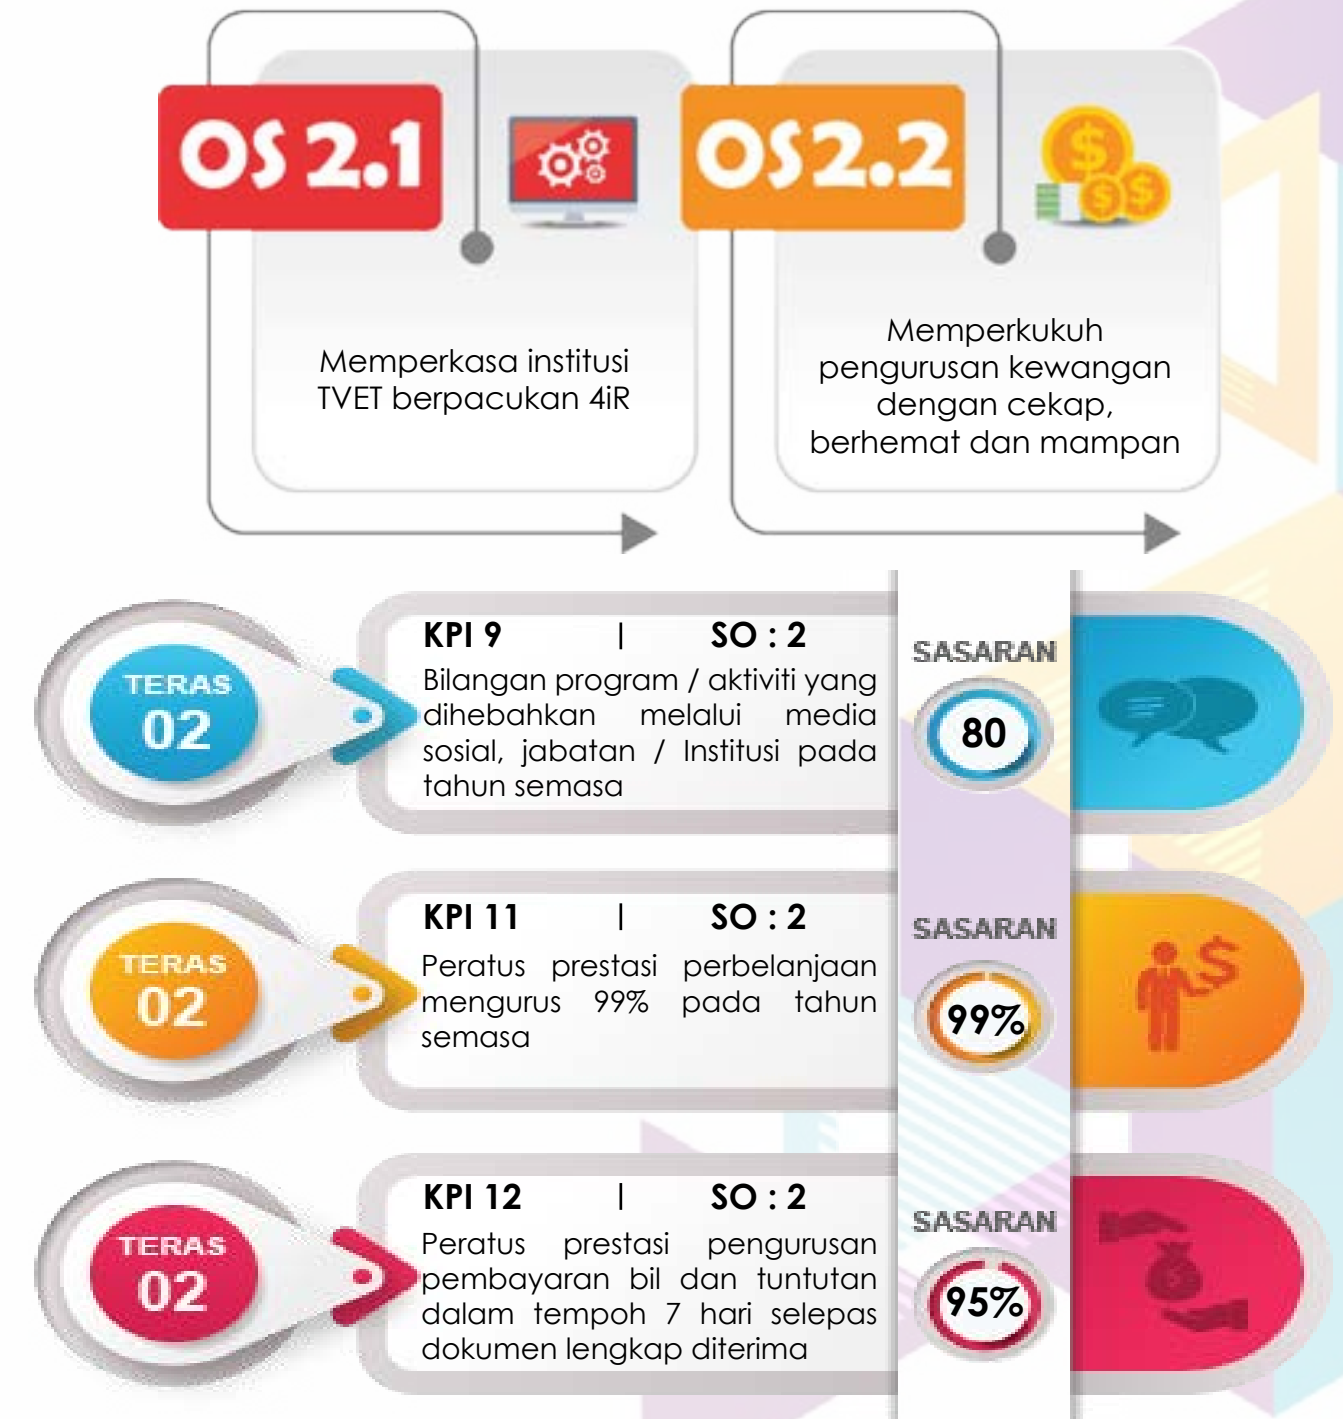 OS 2.1
Memperkasa institusi
TVET berpacukan 4iR
OS 2.2
Memperkukuh
pengurusan kewangan
dengan cekap,
berhemat dan mampan
TERAS
02
KPI 9 | SO : 2
Bilangan program / aktiviti yang
dihebahkan melalui media
sosial, jabatan / Institusi pada
tahun semasa
SASARAN
80
TERAS
02
KPI 11 | SO : 2
Peratus prestasi perbelanjaan
mengurus 99% pada tahun
semasa
SASARAN
99%
TERAS
02
KPI 12 | SO : 2
Peratus prestasi pengurusan
pembayaran bil dan tuntutan
dalam tempoh 7 hari selepas
dokumen lengkap diterima
SASARAN
95%